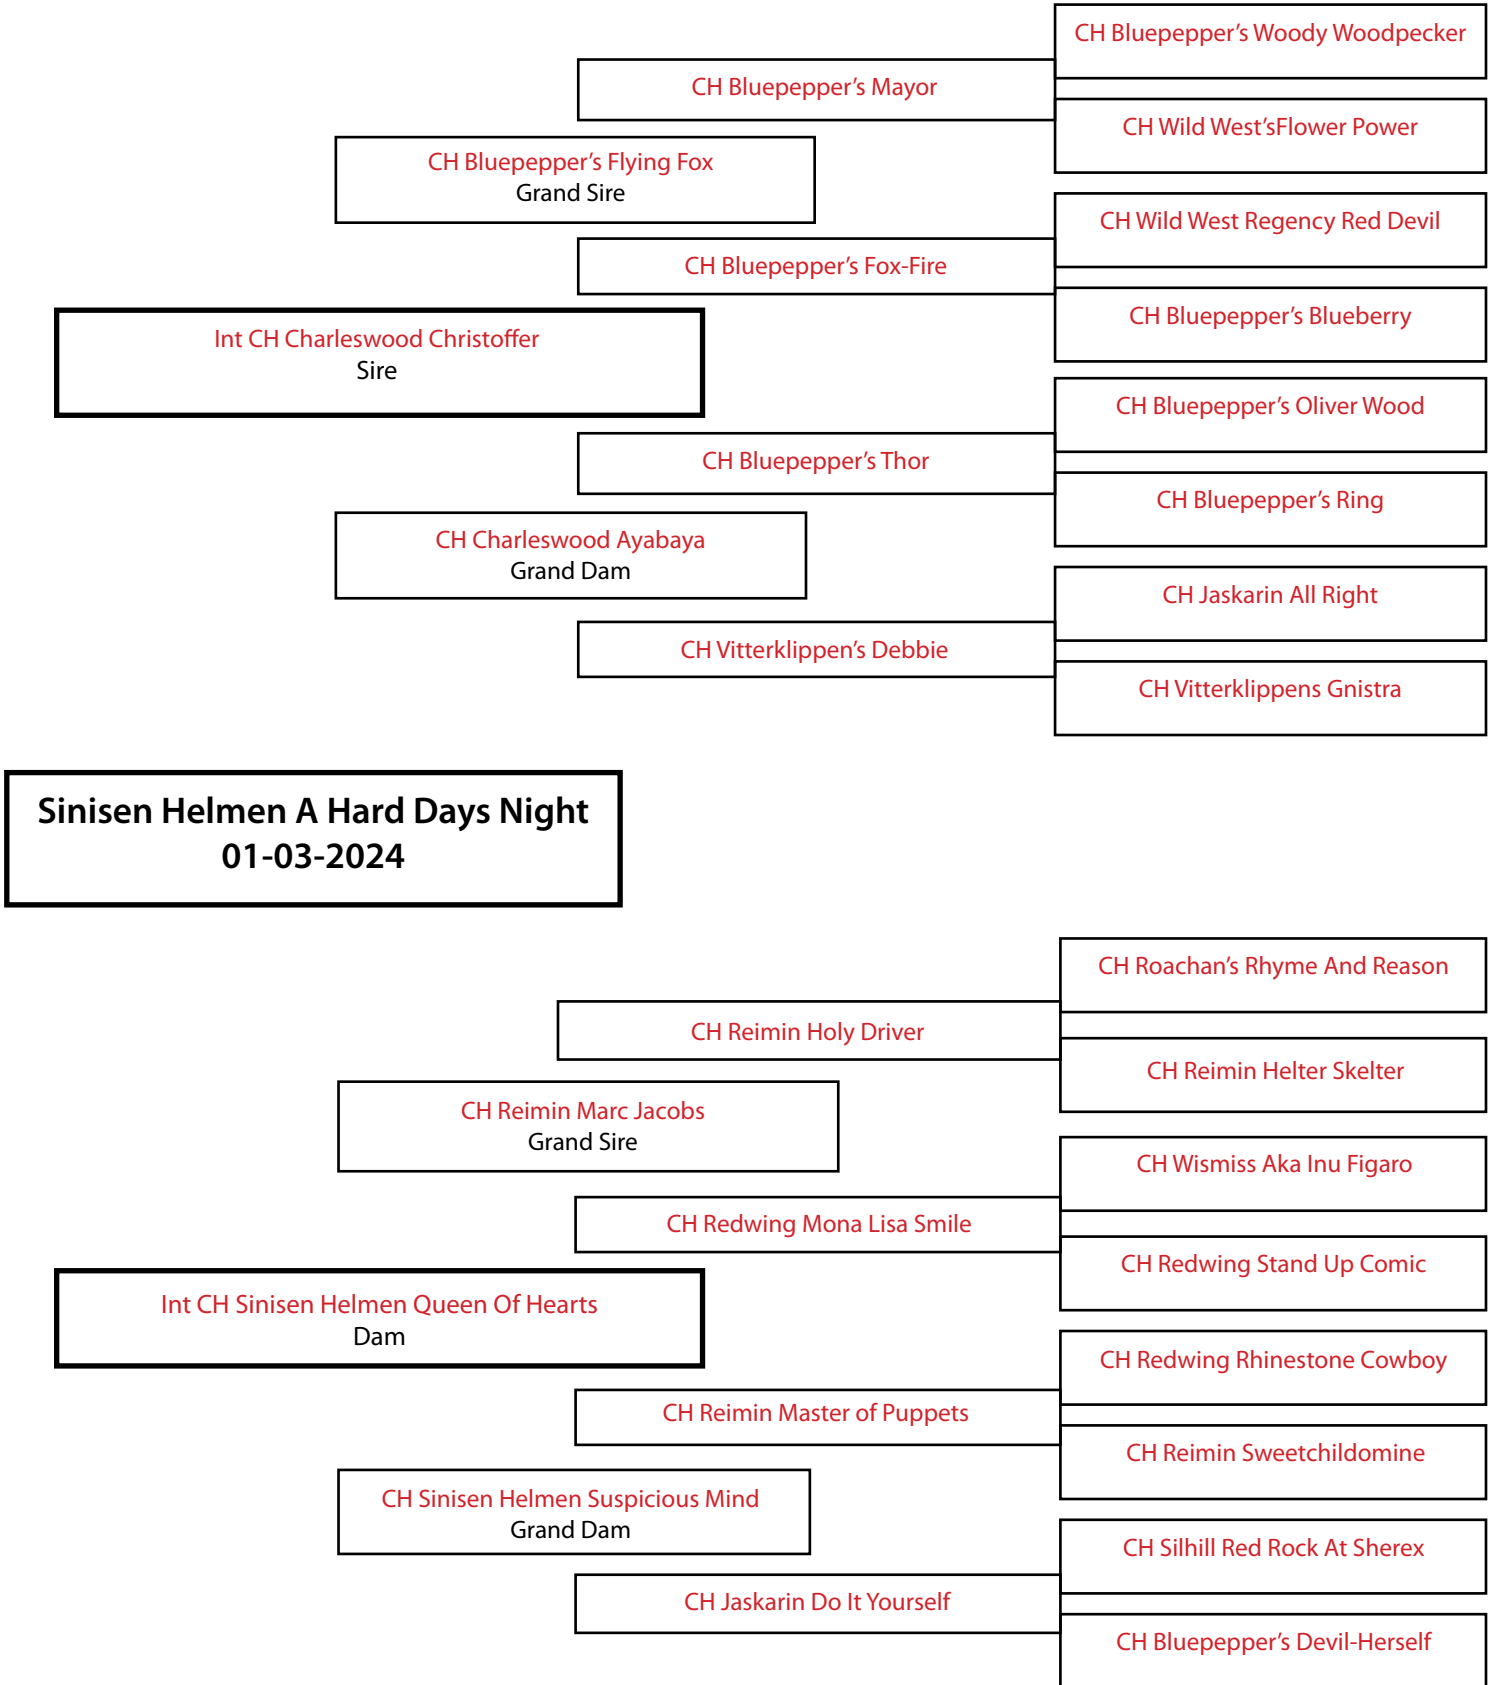 CH Bluepepper's Woody Woodpecker
CH Bluepepper's Mayor
CH Wild West'sFlower Power
CH Bluepepper's Flying Fox
Grand Sire
CH Wild West Regency Red Devil
CH Bluepepper's Fox-Fire
CH Bluepepper's Blueberry
Int CH Charleswood Christoffer
Sire
CH Bluepepper's Oliver Wood
CH Bluepepper's Thor
CH Bluepepper's Ring
CH Charleswood Ayabaya
Grand Dam
CH Jaskarin All Right
CH Vitterklippen's Debbie
CH Vitterklippens Gnistra
Sinisen Helmen A Hard Days Night
01-03-2024
CH Roachan's Rhyme And Reason
CH Reimin Holy Driver
CH Reimin Helter Skelter
CH Reimin Marc Jacobs
Grand Sire
CH Wismiss Aka Inu Figaro
CH Redwing Mona Lisa Smile
CH Redwing Stand Up Comic
Int CH Sinisen Helmen Queen Of Hearts
Dam
CH Redwing Rhinestone Cowboy
CH Reimin Master of Puppets
CH Reimin Sweetchildomine
CH Sinisen Helmen Suspicious Mind
Grand Dam
CH Silhill Red Rock At Sherex
CH Jaskarin Do It Yourself
CH Bluepepper's Devil-Herself